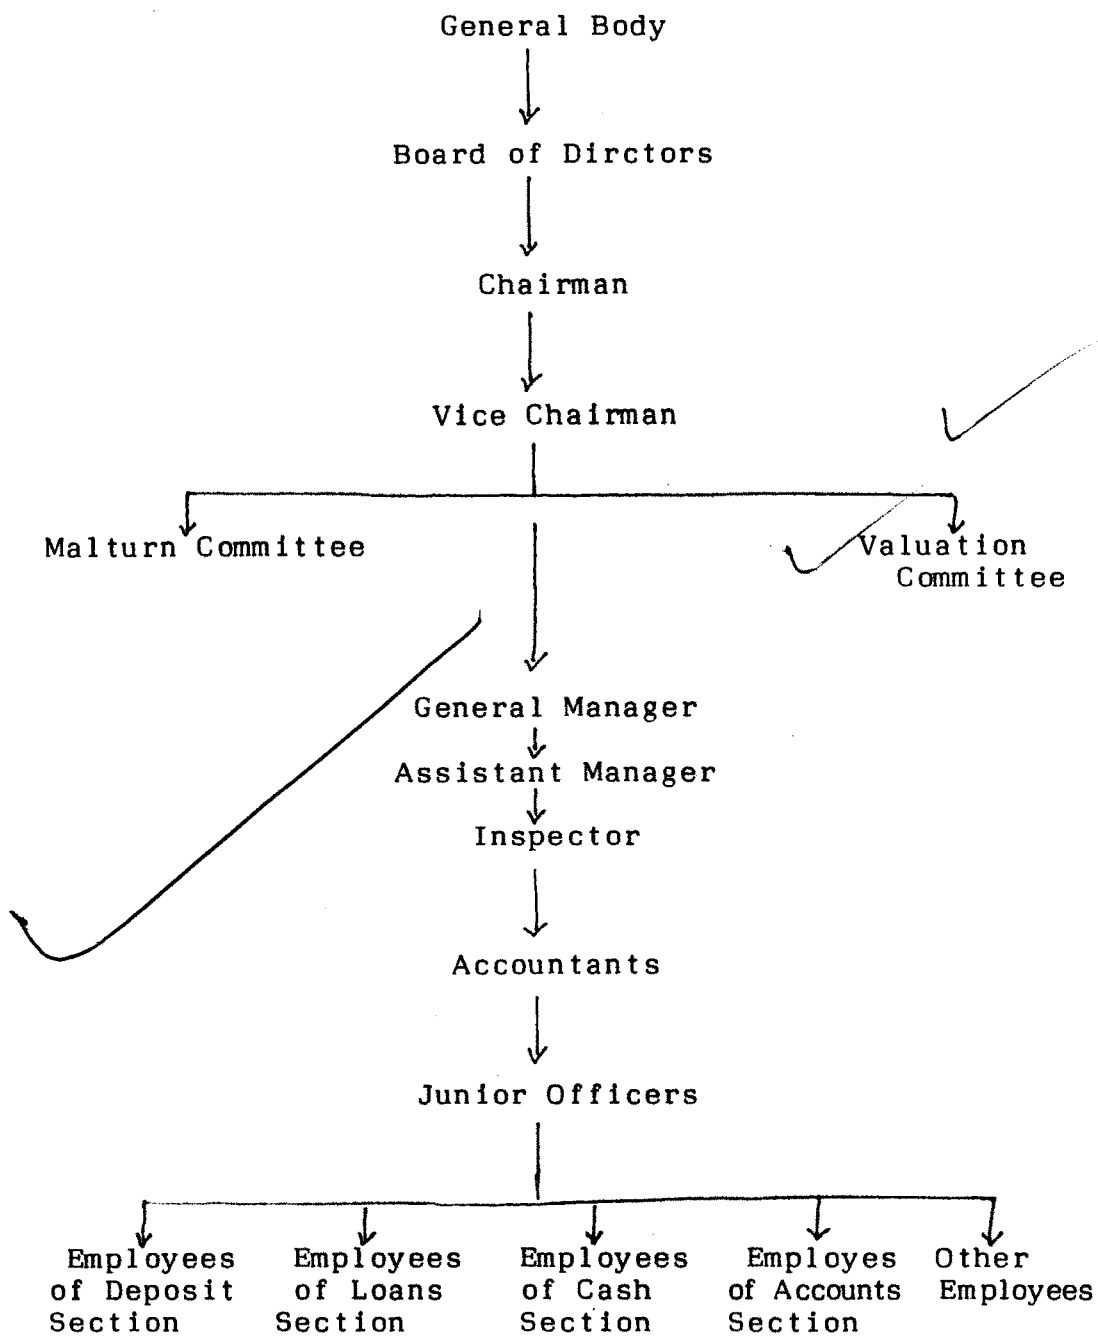 General Body
Board of Dirctors
Chairman
Vice Chairman
Malturn Committee
Valuation
Committee
General Manager
Assistant Manager
Inspector
Accountants
Junior Officers
Employees
of Deposit
Section
Employees
of Loans
Section
Employees
of Cash
Section
Employes
of Accounts
Section
Other
Employees